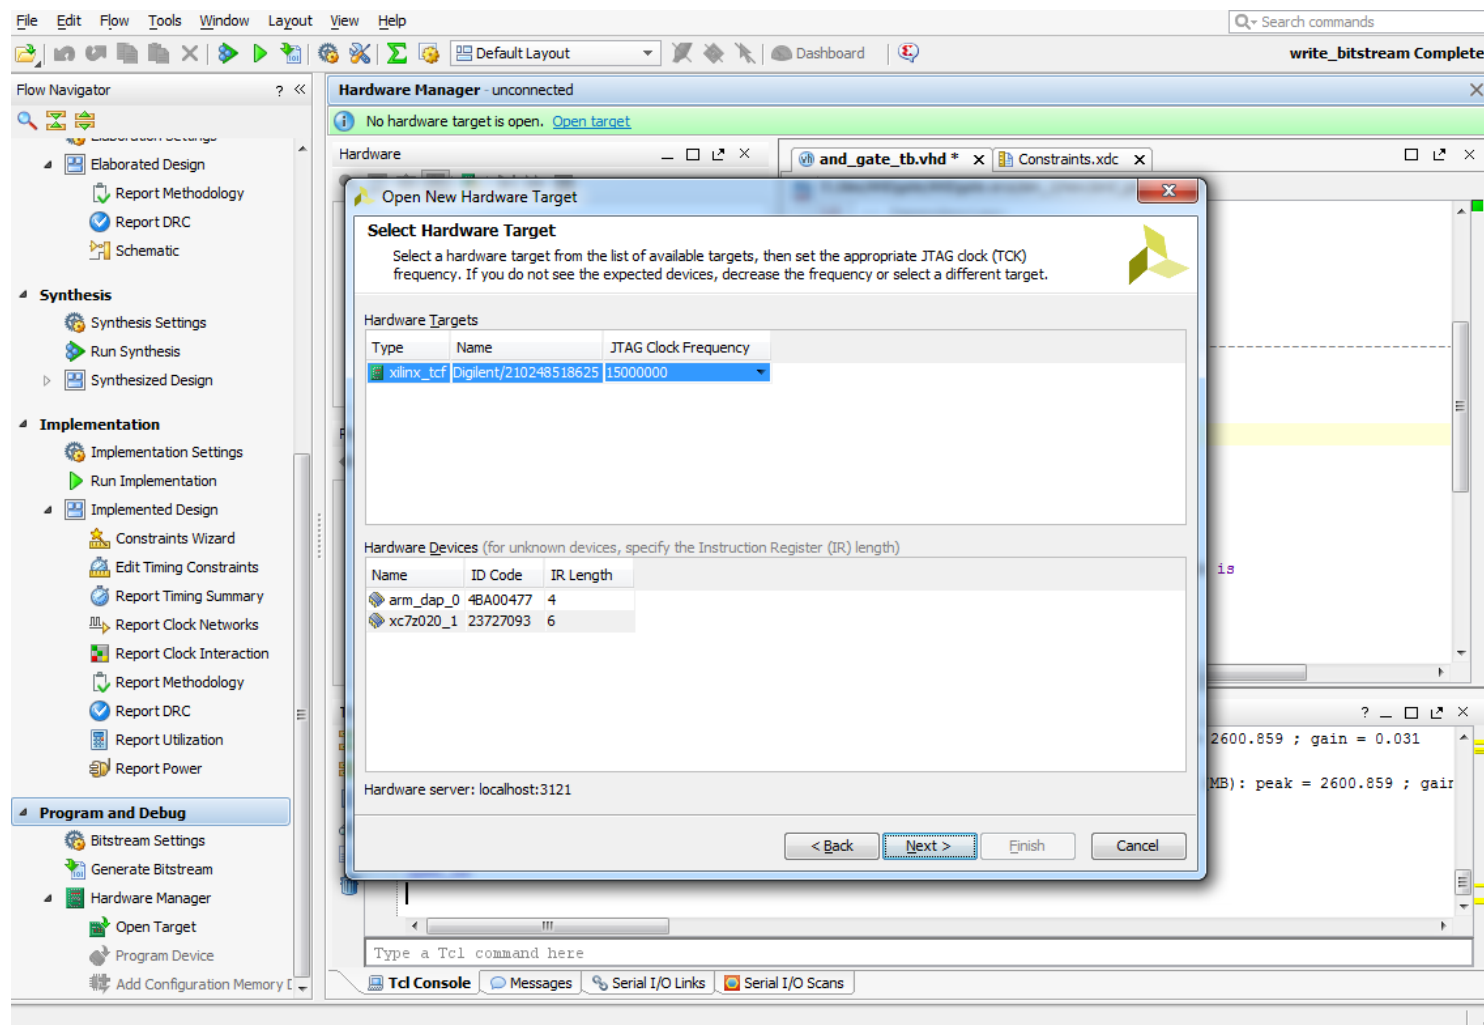 File Edit Flow Tools Window Layout View Help
Search commands
Default Layout
Dashboard
write_bitstream Complete
Flow Navigator
Hardware Manager - unconnected
No hardware target is open. Open target
Elaborated Design
Report Methodology
Report DRC
Schematic
Synthesis
Synthesis Settings
Run Synthesis
Synthesized Design
Implementation
Implementation Settings
Run Implementation
Implemented Design
Constraints Wizard
Edit Timing Constraints
Report Timing Summary
Report Clock Networks
Report Clock Interaction
Report Methodology
Report DRC
Report Utilization
Report Power
Program and Debug
Bitstream Settings
Generate Bitstream
Hardware Manager
Open Target
Program Device
Add Configuration Memory D
Hardware
and_gate_tb.vhd *
Constraints.xdc
Open New Hardware Target
Select Hardware Target
Select a hardware target from the list of available targets, then set the appropriate JTAG clock (TCK)
frequency. If you do not see the expected devices, decrease the frequency or select a different target.
Hardware Targets
Type Name JTAG Clock Frequency
xilinx_tcf Digilent/210248518625 15000000
Hardware Devices (for unknown devices, specify the Instruction Register (IR) length)
Name ID Code IR Length
arm_dap_0 4BA00477 4
xc7z020_1 23727093 6
Hardware server: localhost:3121
< Back Next > Finish Cancel
is
2600.859 ; gain = 0.031
MB): peak = 2600.859 ; gain
Type a Tcl command here
Tcl Console Messages Serial I/O Links Serial I/O Scans